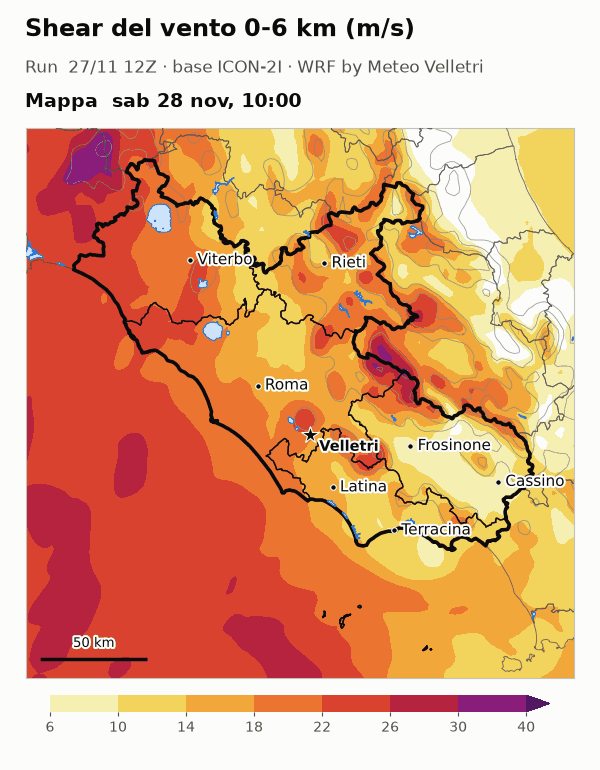 Shear del vento 0-6 km (m/s)
Run  27/11 12Z · base ICON-2I · WRF by Meteo Velletri
Mappa  sab 28 nov, 10:00
Viterbo
Rieti
Roma
Velletri
Frosinone
Latina
Cassino
Terracina
50 km
6 10 14 18 22 26 30 40